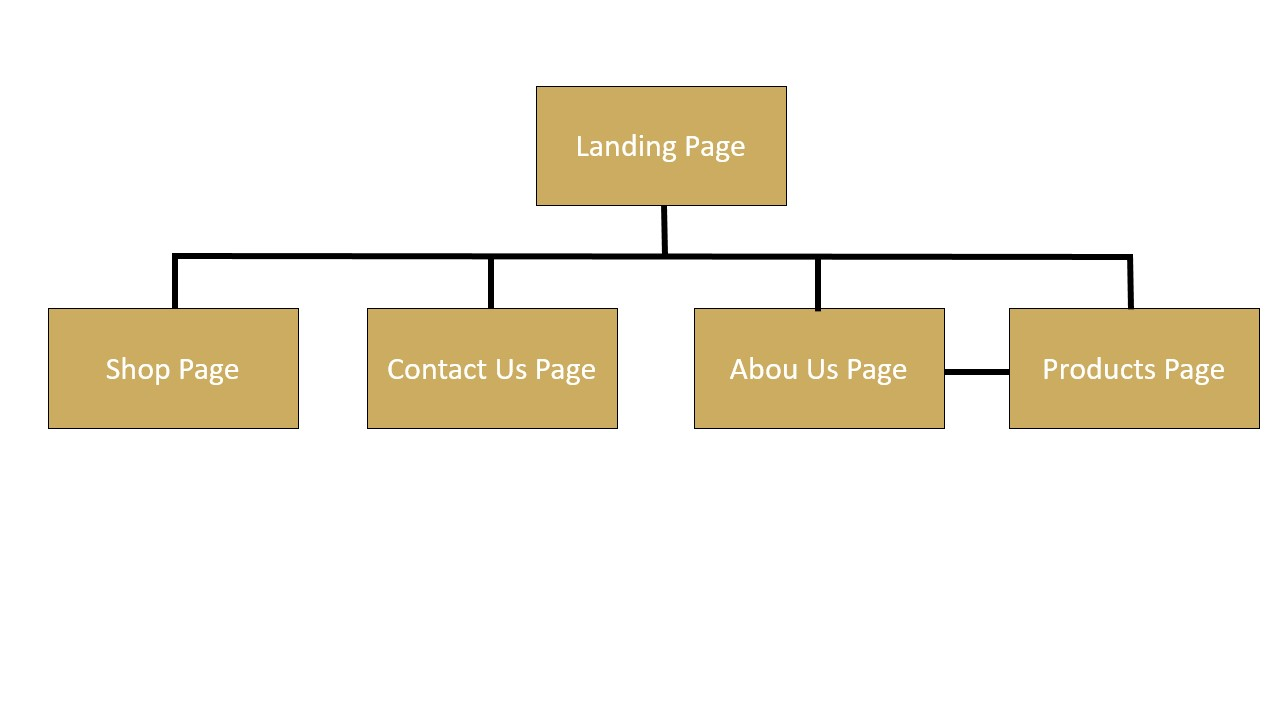 Landing Page
Shop Page
Contact Us Page
Abou Us Page
Products Page